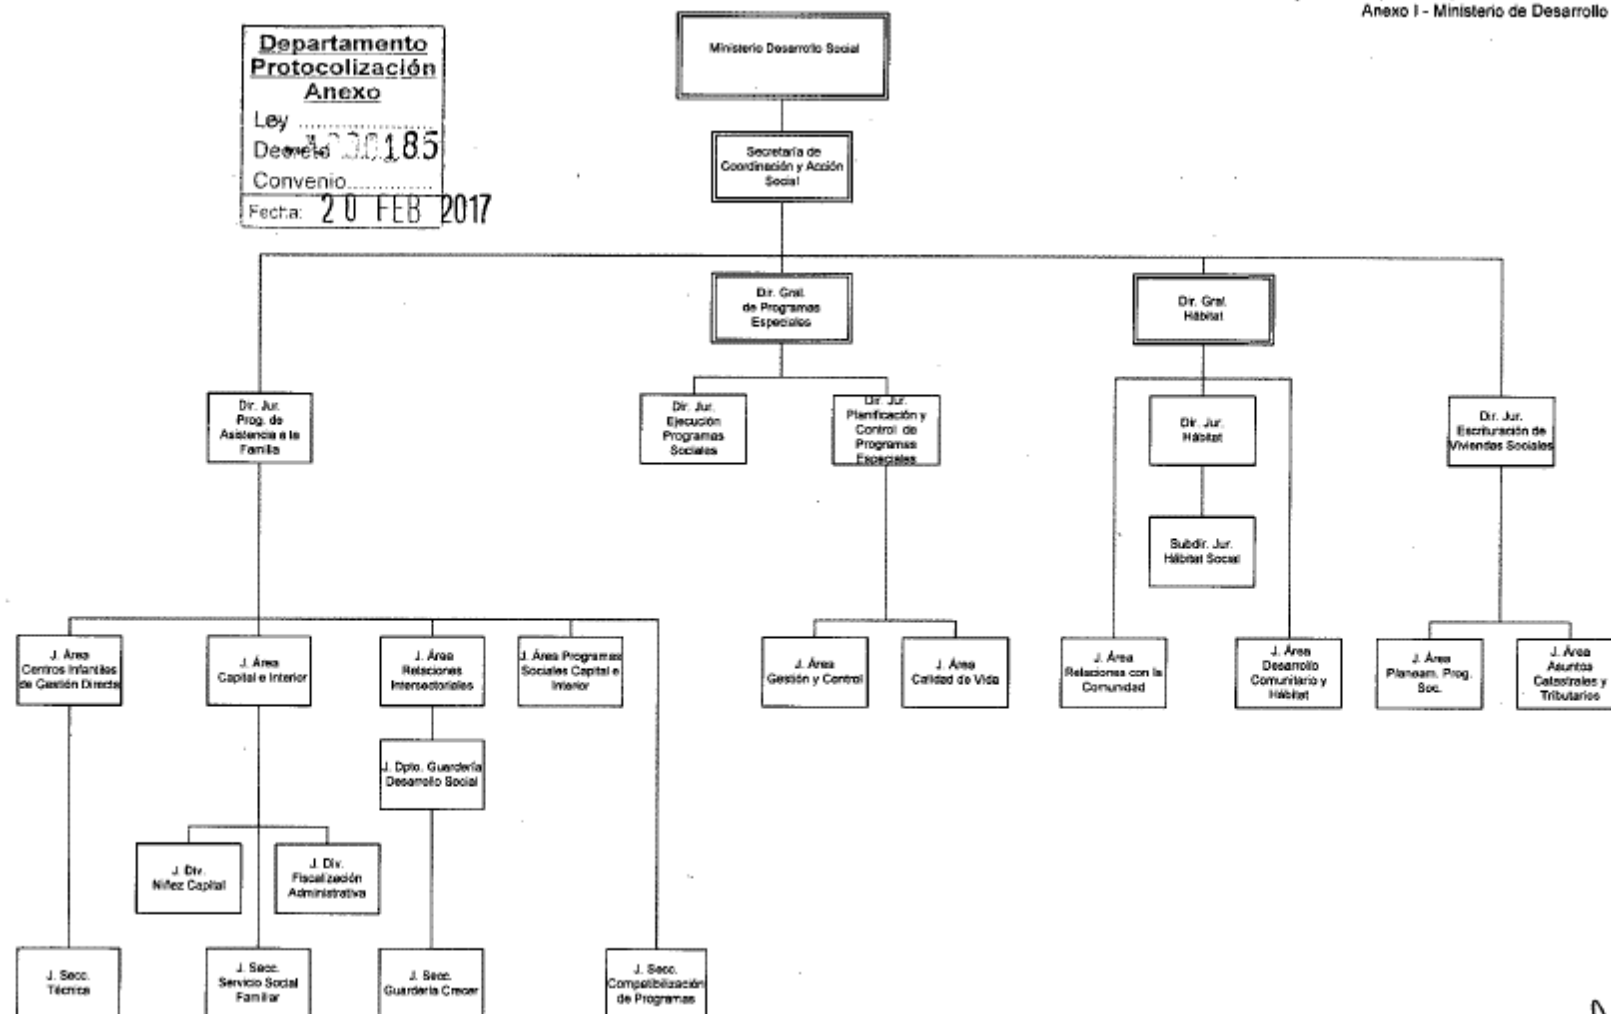 Anexo I - Ministerio de Desarrollo
Departamento
Protocolización
Anexo
Ley
Decreto 185
Convenio
Fecha: 20 FEB 2017
Ministerio Desarrollo Social
Secretaría de
Coordinación y Acción
Social
Dir. Gral.
de Programas
Especiales
Dir. Gral.
Hábitat
Dir. Jur.
Prog. de
Asistencia a la
Familia
Dir. Jur.
Ejecución
Programas
Sociales
Dir. Jur.
Planificación y
Control de
Programas
Especiales
Dir. Jur.
Hábitat
Dir. Jur.
Escrituración de
Viviendas Sociales
Subdir. Jur.
Hábitat Social
J. Área
Centros Infantiles
de Gestión Directa
J. Área
Capital e Interior
J. Área
Relaciones
Intersectoriales
J. Área Programas
Sociales Capital e
Interior
J. Área
Gestión y Control
J. Área
Calidad de Vida
J. Área
Relaciones con la
Comunidad
J. Área
Desarrollo
Comunitario y
Hábitat
J. Área
Planeam. Prog.
Soc.
J. Área
Asuntos
Catastrales y
Tributarios
J. Dpto. Guardería
Desarrollo Social
J. Div.
Niñez Capital
J. Div.
Fiscalización
Administrativa
J. Secc.
Técnica
J. Secc.
Servicio Social
Familiar
J. Secc.
Guardería Crecer
J. Secc.
Compatibilización
de Programas